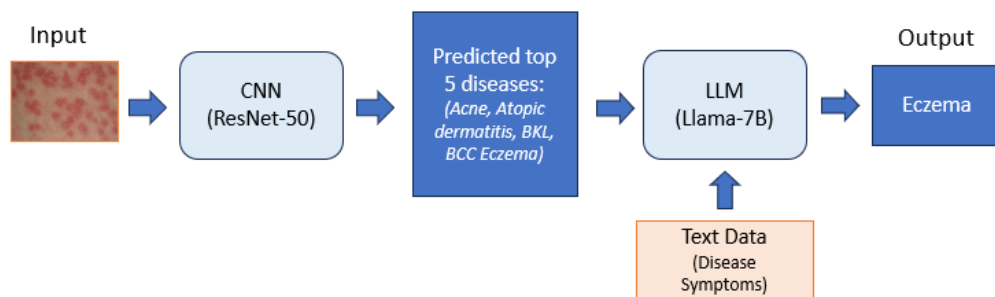 Input
CNN
(ResNet-50)
Predicted top
5 diseases:
(Acne, Atopic
dermatitis, BKL,
BCC Eczema)
LLM
(Llama-7B)
Output
Eczema
Text Data
(Disease
Symptoms)